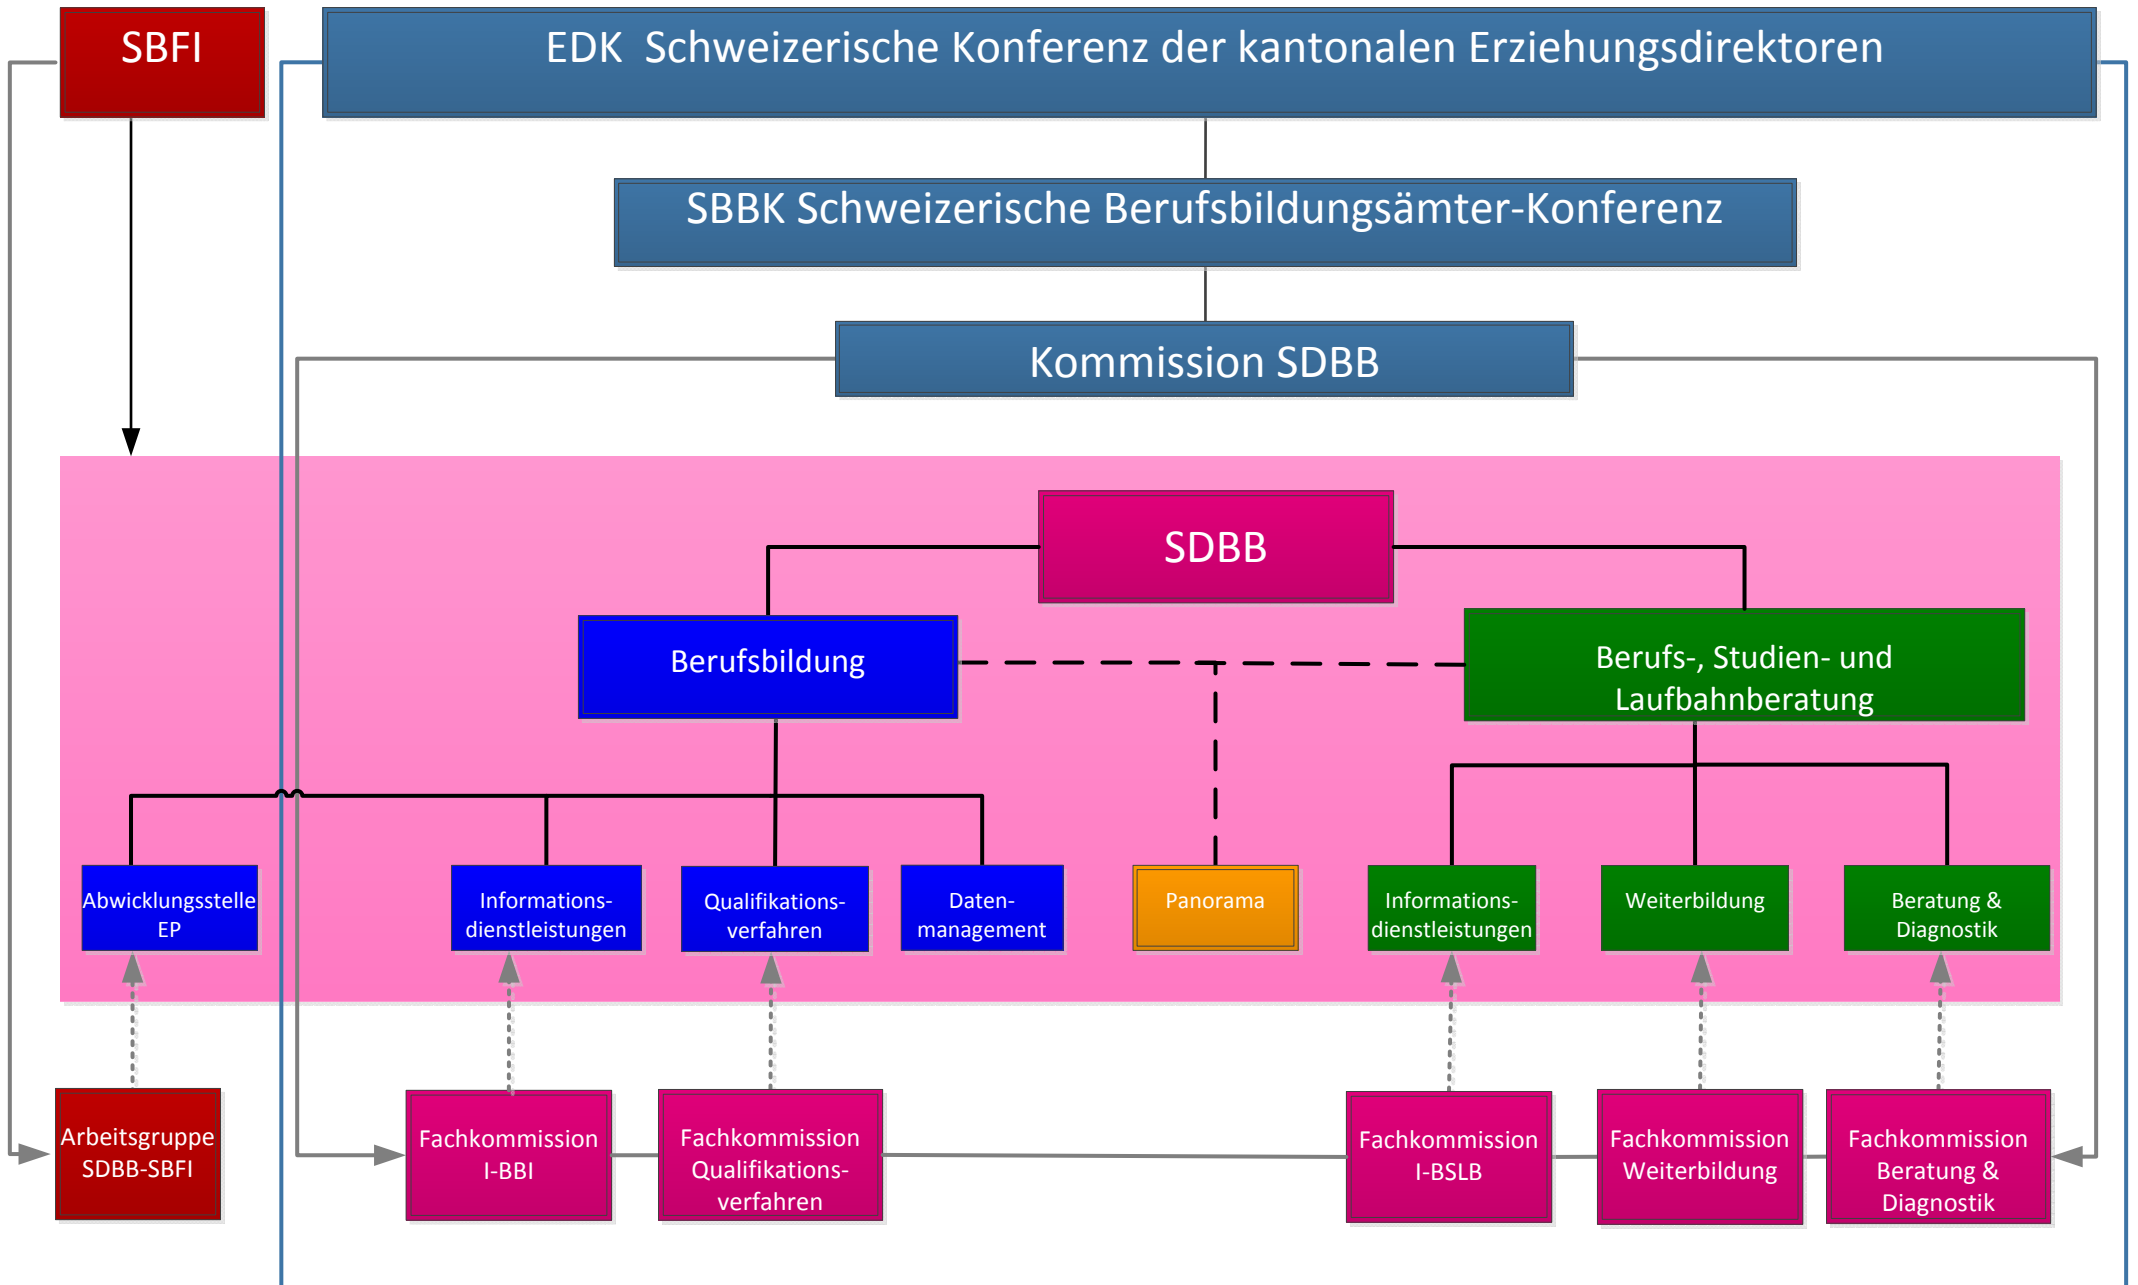 SBFI
EDK  Schweizerische Konferenz der kantonalen Erziehungsdirektoren
SBBK Schweizerische Berufsbildungsämter-Konferenz
Kommission SDBB
SDBB
Berufsbildung
Berufs-, Studien- und
Laufbahnberatung
Abwicklungsstelle
EP
Informations-
dienstleistungen
Qualifikations-
verfahren
Daten-
management
Panorama
Informations-
dienstleistungen
Weiterbildung
Beratung &
Diagnostik
Arbeitsgruppe
SDBB-SBFI
Fachkommission
I-BBI
Fachkommission
Qualifikations-
verfahren
Fachkommission
I-BSLB
Fachkommission
Weiterbildung
Fachkommission
Beratung &
Diagnostik